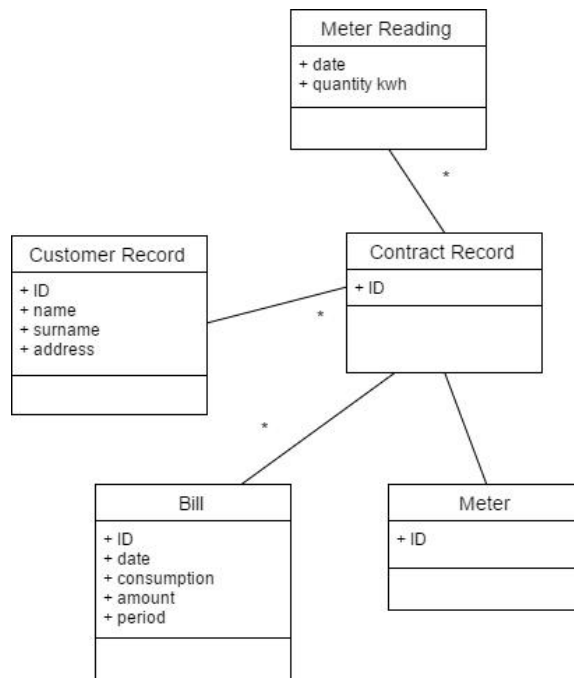 Meter Reading
+ date
+ quantity kwh
*
Customer Record
+ ID
+ name
+ surname
+ address
*
Contract Record
+ ID
*
Bill
+ ID
+ date
+ consumption
+ amount
+ period
Meter
+ ID